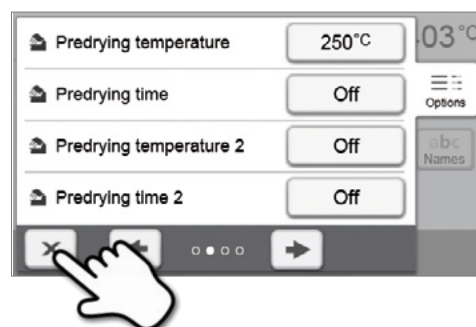 Predrying temperature 250°C
03°C
Predrying time Off
Options
Predrying temperature 2 Off
abc
Names
Predrying time 2 Off